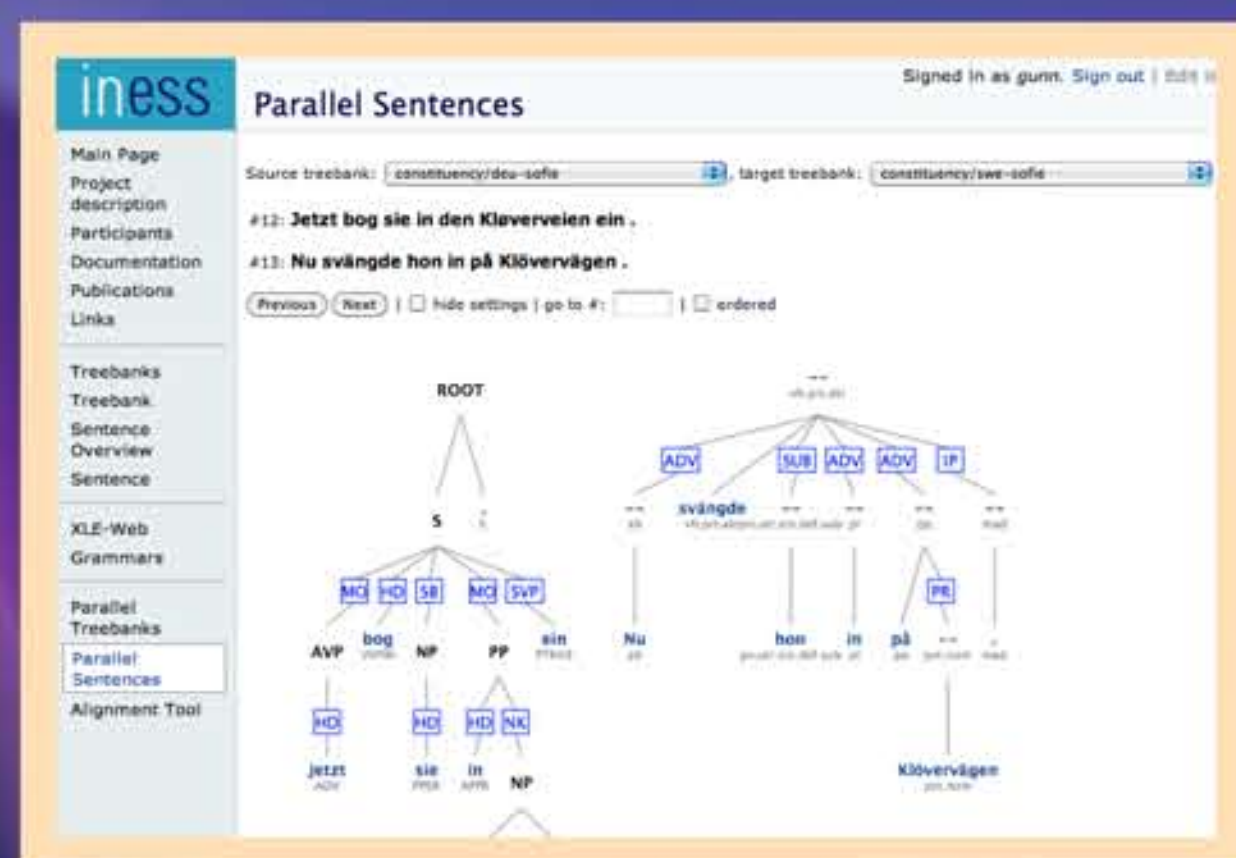 iness
Parallel Sentences
Signed in as gunn. Sign out |
Main Page
Project
description
Participants
Documentation
Publications
Links
Treebanks
Treebank
Sentence
Overview
Sentence
XLE-Web
Grammars
Parallel
Treebanks
Parallel
Sentences
Alignment Tool
Source treebank: constituency/deu-sofie , target treebank: constituency/swe-sofie
#12: Jetzt bog sie in den Kløverveien ein .
#13: Nu svängde hon in på Klövervägen .
Previous Next | hide settings | go to #: | ordered
ROOT
S
MO HD SB MO SVP
AVP bog NP PP ein
HD HD HD NK
jetzt sie in NP
ADV PPER APPR
--
ADV SUB ADV ADV IP
-- svängde -- -- -- --
PR
Nu hon in på -- .
Klövervägen